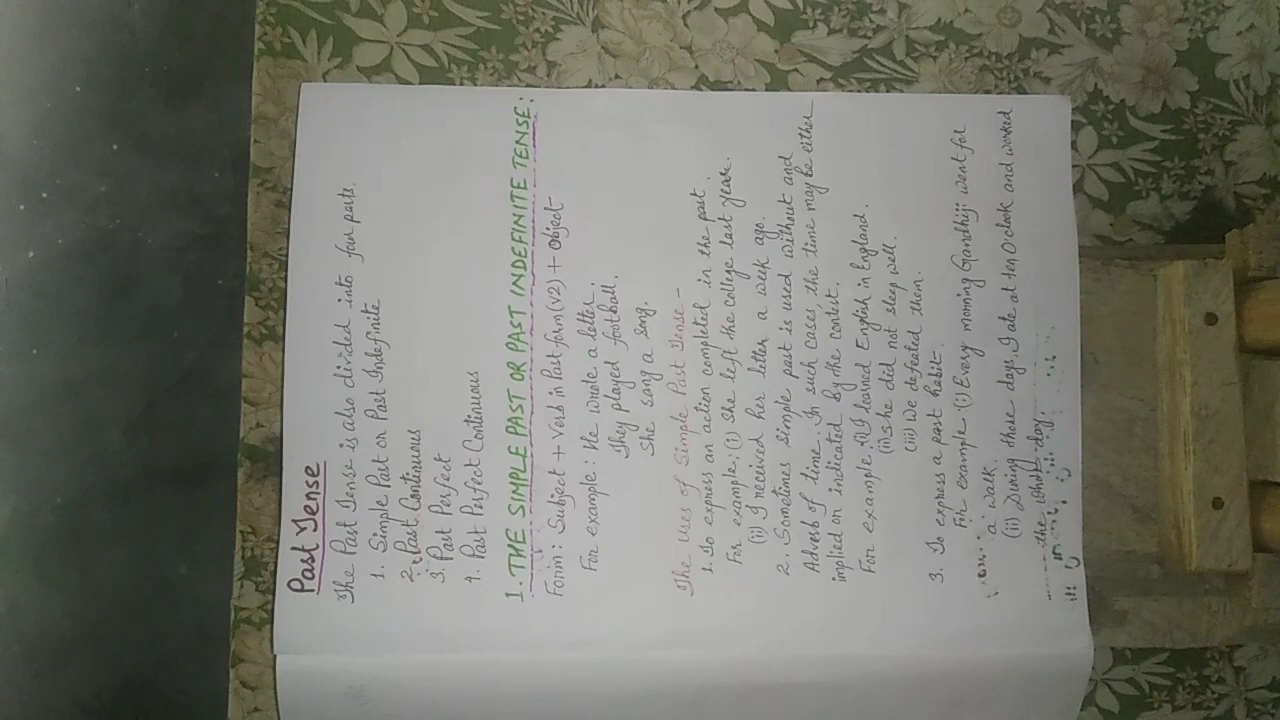 Past Tense
The Past Tense is also divided into four parts.
1. Simple Past or Past Indefinite
2. Past Continuous
3. Past Perfect
4. Past Perfect Continuous
1. THE SIMPLE PAST OR PAST INDEFINITE TENSE:
Form: Subject + Verb in Past form (V2) + Object
For example: He wrote a letter.
They played football.
She sang a song.
The Uses of Simple Past Tense -
1. To express an action completed in the past.
For example: (i) She left the college last year.
(ii) I received her letter a week ago.
2. Sometimes simple past is used without and
Adverb of time. In such cases, the time may be either
implied or indicated by the contest.
For example: (i) I learned English in England.
(ii) She did not sleep well.
(iii) We defeated them.
3. To express a past habit.
For example (i) Every morning Gandhiji went for
a walk.
(ii) During those days, I ate at ten O'clock and worked
the whole day.